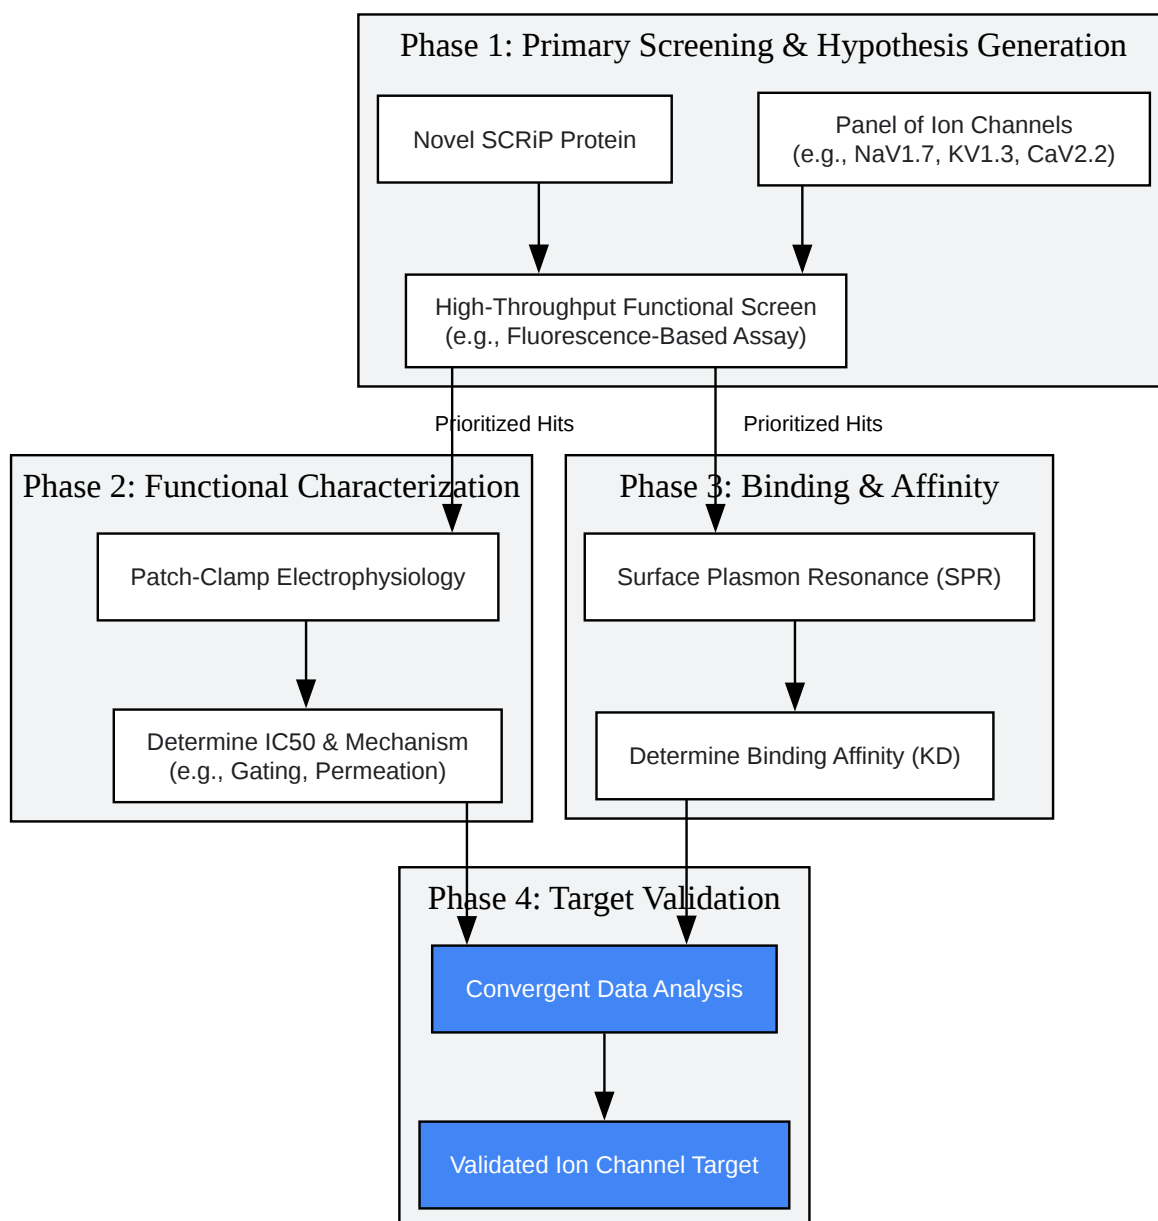 Phase 1: Primary Screening & Hypothesis Generation
Novel SCRiP Protein
Panel of Ion Channels
(e.g., NaV1.7, KV1.3, CaV2.2)
High-Throughput Functional Screen
(e.g., Fluorescence-Based Assay)
Prioritized Hits
Prioritized Hits
Phase 2: Functional Characterization
Patch-Clamp Electrophysiology
Determine IC50 & Mechanism
(e.g., Gating, Permeation)
Phase 3: Binding & Affinity
Surface Plasmon Resonance (SPR)
Determine Binding Affinity (KD)
Phase 4: Target Validation
Convergent Data Analysis
Validated Ion Channel Target